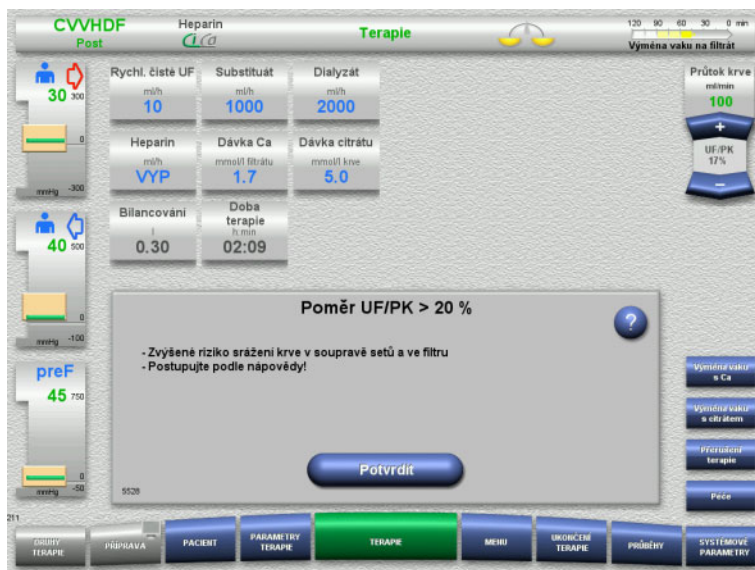 CVVHDF
Post
Heparin
Ci Ca
Terapie
120 90 60 30 0 min
Výměna vaku na filtrát
30
300
0
mmHg -300
40
500
0
mmHg -100
preF
45
750
0
mmHg -50
Rychl. čisté UF
ml/h
10
Substituát
ml/h
1000
Dialyzát
ml/h
2000
Heparin
ml/h
VYP
Dávka Ca
mmol/l filtrátu
1.7
Dávka citrátu
mmol/l krve
5.0
Bilancování
l
0.30
Doba
terapie
h:min
02:09
Průtok krve
ml/min
100
+
UF/PK
17%
−
Poměr UF/PK > 20 %
?
- Zvýšené riziko srážení krve v soupravě setů a ve filtru
- Postupujte podle nápovědy!
Potvrdit
5528
Výměna vaku
s Ca
Výměna vaku
s citrátem
Přerušení
terapie
Péče
211
DRUHY
TERAPIE
PŘÍPRAVA
PACIENT
PARAMETRY
TERAPIE
TERAPIE
MENU
UKONČENÍ
TERAPIE
PRŮBĚHY
SYSTÉMOVÉ
PARAMETRY